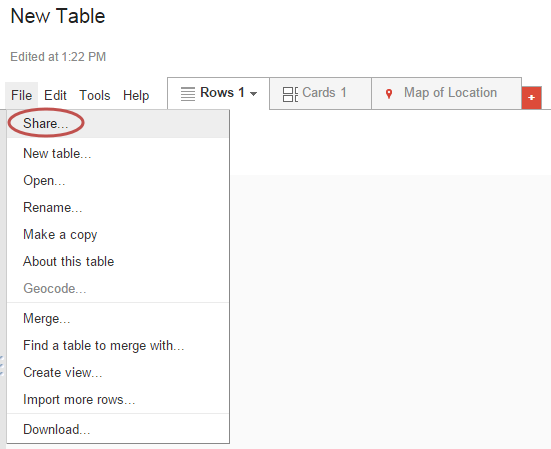 New Table
Edited at 1:22 PM
File Edit Tools Help Rows 1 Cards 1 Map of Location +
Share...
New table...
Open...
Rename...
Make a copy
About this table
Geocode...
Merge...
Find a table to merge with...
Create view...
Import more rows...
Download...